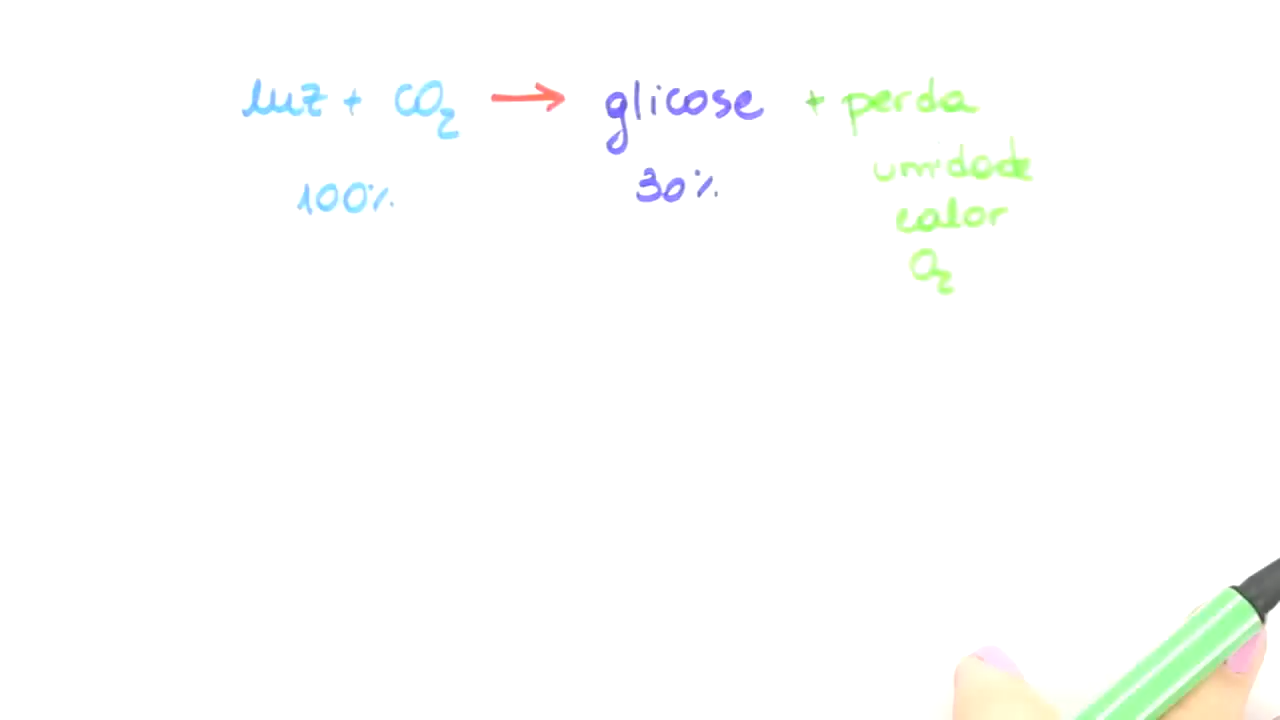 luz + CO₂ → glicose + perda
100% 30% umidade
calor
O₂